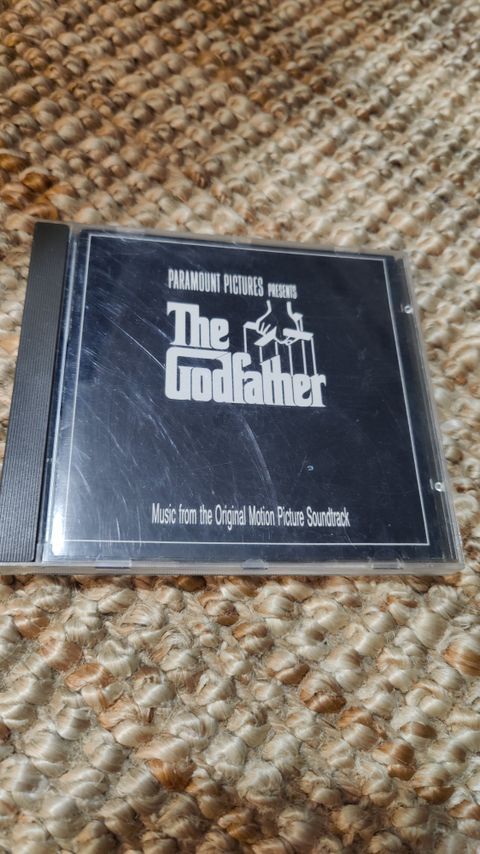 PARAMOUNT PICTURES PRESENTS
The
Godfather
Music from the Original Motion Picture Soundtrack